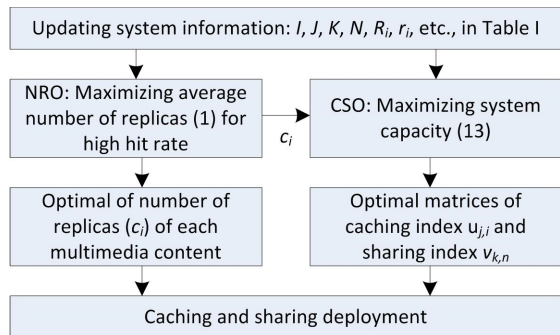 Updating system information: I, J, K, N, Ri, ri, etc., in Table I
NRO: Maximizing average
number of replicas (1) for
high hit rate
ci
CSO: Maximizing system
capacity (13)
Optimal of number of
replicas (ci) of each
multimedia content
Optimal matrices of
caching index uj,i and
sharing index vk,n
Caching and sharing deployment